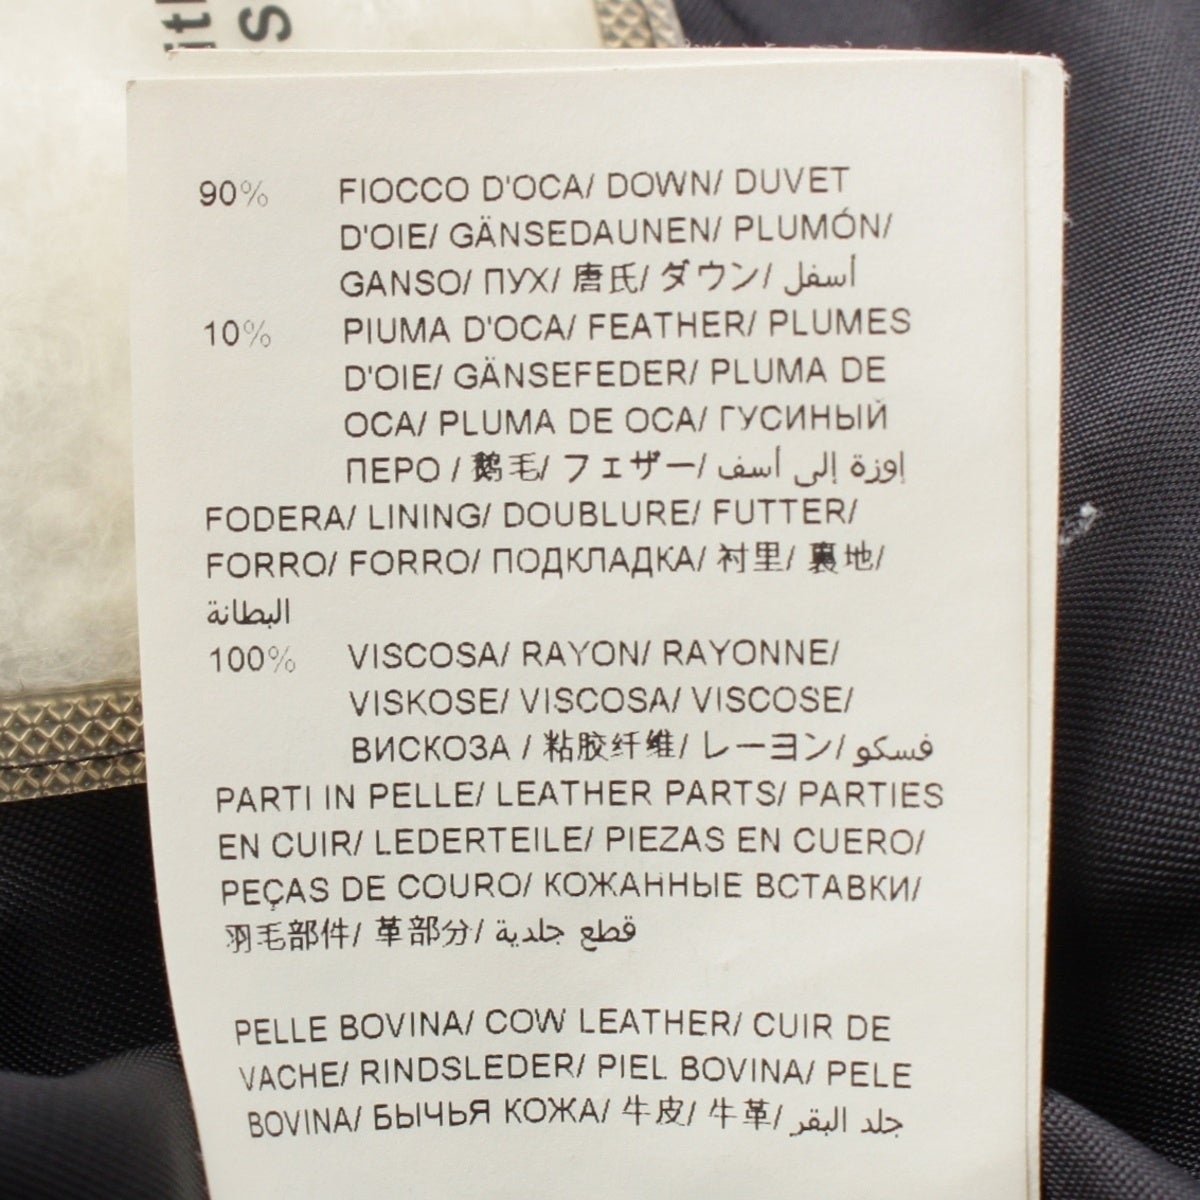 90% FIOCCO D'OCA/ DOWN/ DUVET
D'OIE/ GÄNSEDAUNEN/ PLUMÓN/
GANSO/ ПУХ/ 唐氏/ ダウン/ أسفل
10% PIUMA D'OCA/ FEATHER/ PLUMES
D'OIE/ GÄNSEFEDER/ PLUMA DE
OCA/ PLUMA DE OCA/ ГУСИНЫЙ
ПЕРО / 鹅毛/ フェザー/ إوزة إلى أسف
FODERA/ LINING/ DOUBLURE/ FUTTER/
FORRO/ FORRO/ ПОДКЛАДКА/ 衬里/ 裏地/
البطانة
100% VISCOSA/ RAYON/ RAYONNE/
VISKOSE/ VISCOSA/ VISCOSE/
ВИСКОЗА / 粘胶纤维/ レーヨン/ فسكو
PARTI IN PELLE/ LEATHER PARTS/ PARTIES
EN CUIR/ LEDERTEILE/ PIEZAS EN CUERO/
PEÇAS DE COURO/ КОЖАННЫЕ ВСТАВКИ/
羽毛部件/ 革部分/ قطع جلدية
PELLE BOVINA/ COW LEATHER/ CUIR DE
VACHE/ RINDSLEDER/ PIEL BOVINA/ PELE
BOVINA/ БЫЧЬЯ КОЖА/ 牛皮/ 牛革/ جلد البقر